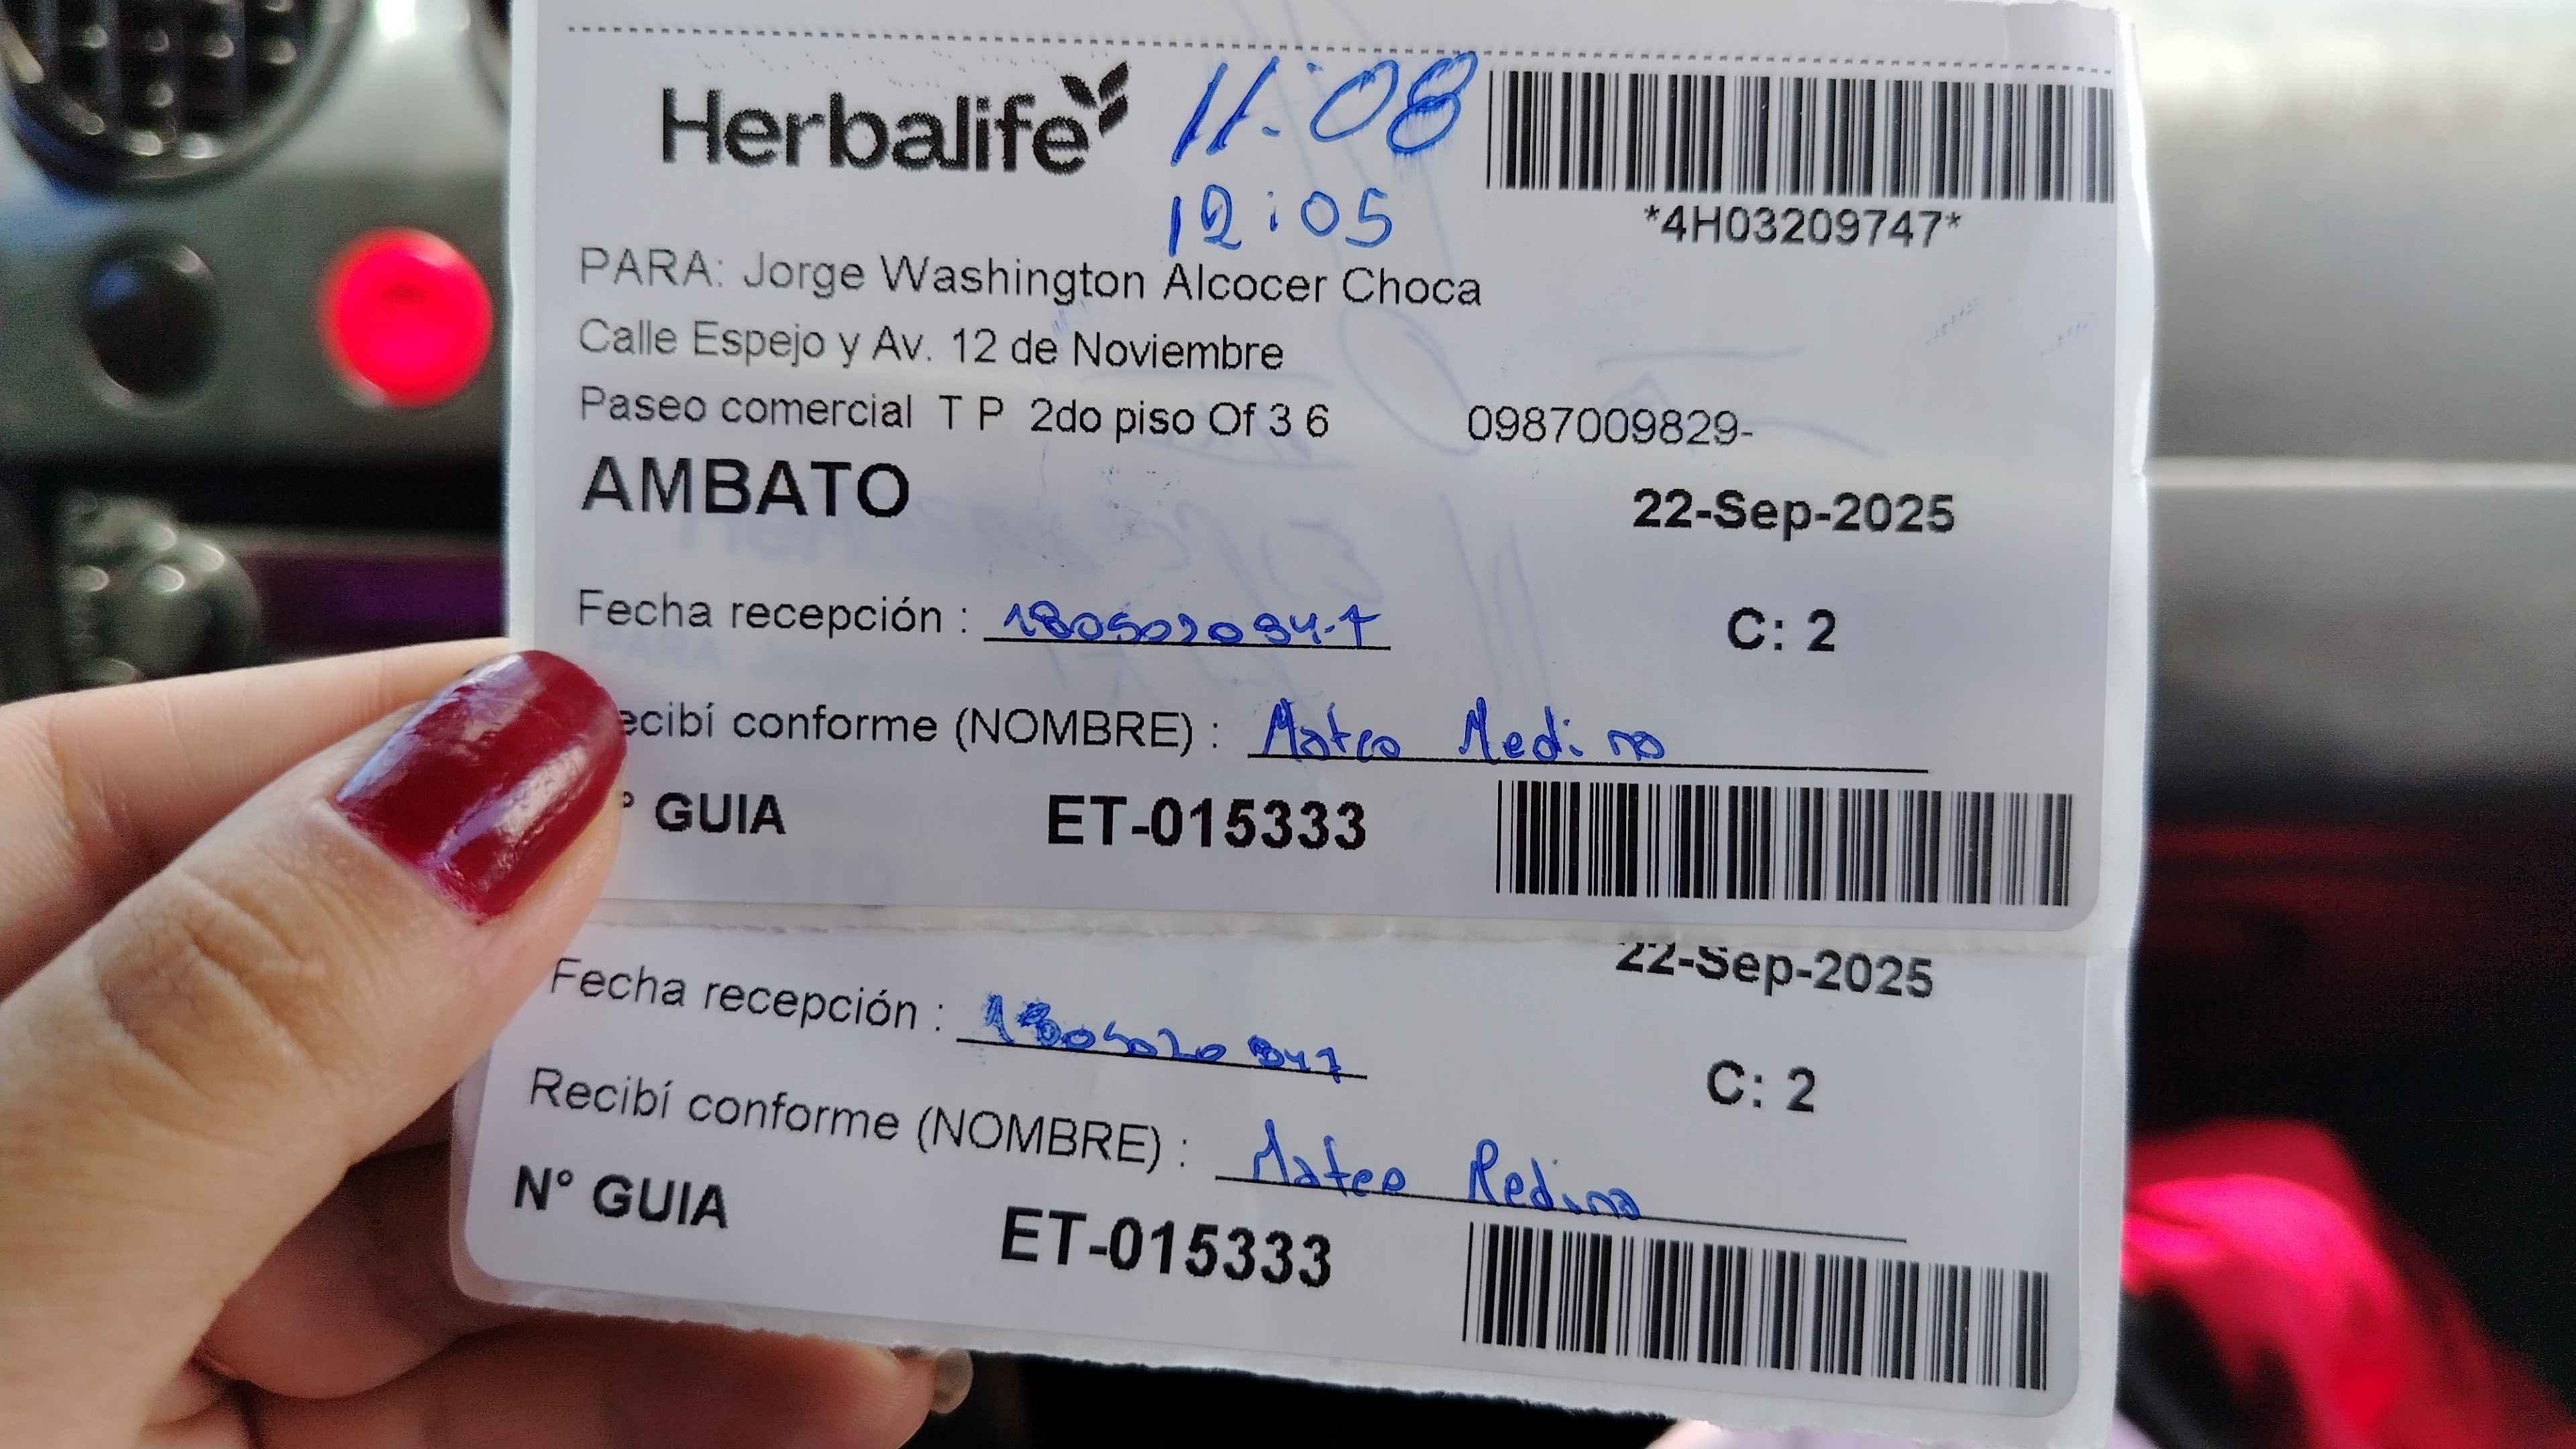 Herbalife
11:08
12:05
*4H03209747*
PARA: Jorge Washington Alcocer Choca
Calle Espejo y Av. 12 de Noviembre
Paseo comercial T P 2do piso Of 3 6 0987009829-
AMBATO
22-Sep-2025
Fecha recepción : 180502094-7
C: 2
ecibí conforme (NOMBRE) : Mateo Medina
° GUIA ET-015333
22-Sep-2025
Fecha recepción : 1805020947
C: 2
Recibí conforme (NOMBRE) : Mateo Medina
N° GUIA ET-015333